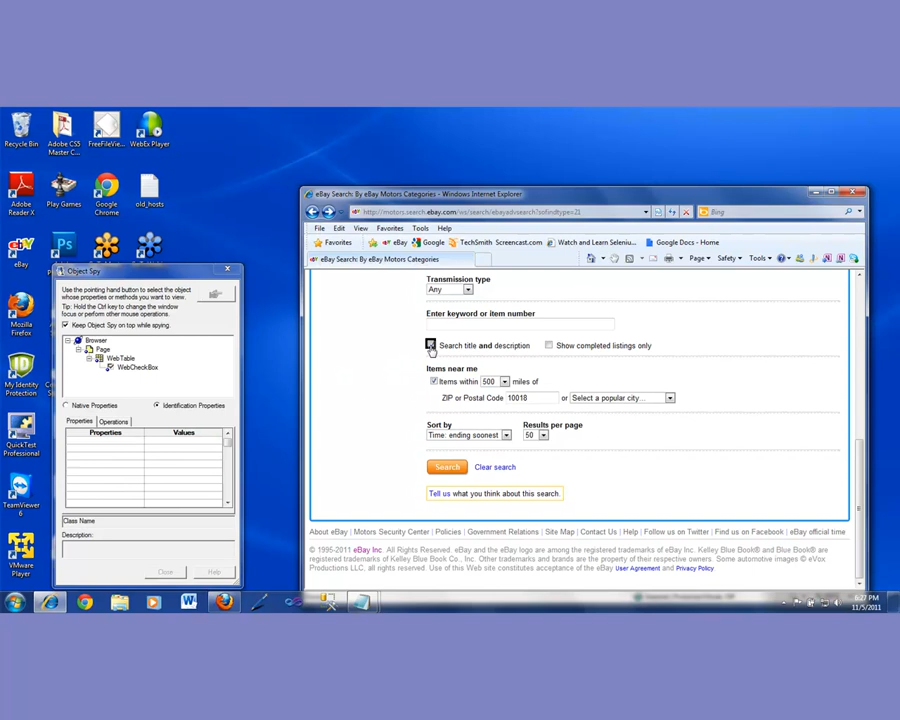 Recycle Bin
Adobe CS5 Master C...
FreeFileVie...
WebEx Player
Adobe Reader X
Play Games
Google Chrome
old_hosts
eBay
Mozilla Firefox
My Identity Protection
QuickTest Professional
TeamViewer 6
VMware Player
Object Spy
Use the pointing hand button to select the object
whose properties or methods you want to view.
Tip: Hold the Ctrl key to change the window
focus or perform other mouse operations.
Keep Object Spy on top while spying.
Browser
Page
WebTable
WebCheckBox
Native Properties
Identification Properties
Properties
Operations
Properties Values
Class Name
Description:
Close Help
eBay Search: By eBay Motors Categories - Windows Internet Explorer
http://motors.search.ebay.com/ws/search/ebayadvsearch?sofindtype=21
Bing
File Edit View Favorites Tools Help
Favorites
eBay
Google
TechSmith
Screencast.com
Watch and Learn Seleniu...
Google Docs - Home
eBay Search: By eBay Motors Categories
Page Safety Tools
Transmission type
Any
Enter keyword or item number
Search title and description
Show completed listings only
Items near me
Items within 500 miles of
ZIP or Postal Code 10018 or Select a popular city...
Sort by
Results per page
Time: ending soonest
50
Search
Clear search
Tell us what you think about this search.
About eBay | Motors Security Center | Policies | Government Relations | Site Map | Contact Us | Help | Follow us on Twitter | Find us on Facebook | eBay official time
© 1995-2011 eBay Inc. All Rights Reserved. eBay and the eBay logo are among the registered trademarks of eBay Inc. Kelley Blue Book® and Blue Book® are
registered trademarks of Kelley Blue Book Co., Inc. Other trademarks and brands are the property of their respective owners. Some automotive images © eVox
Productions LLC, all rights reserved. Use of this Web site constitutes acceptance of the eBay User Agreement and Privacy Policy
6:27 PM
11/5/2011